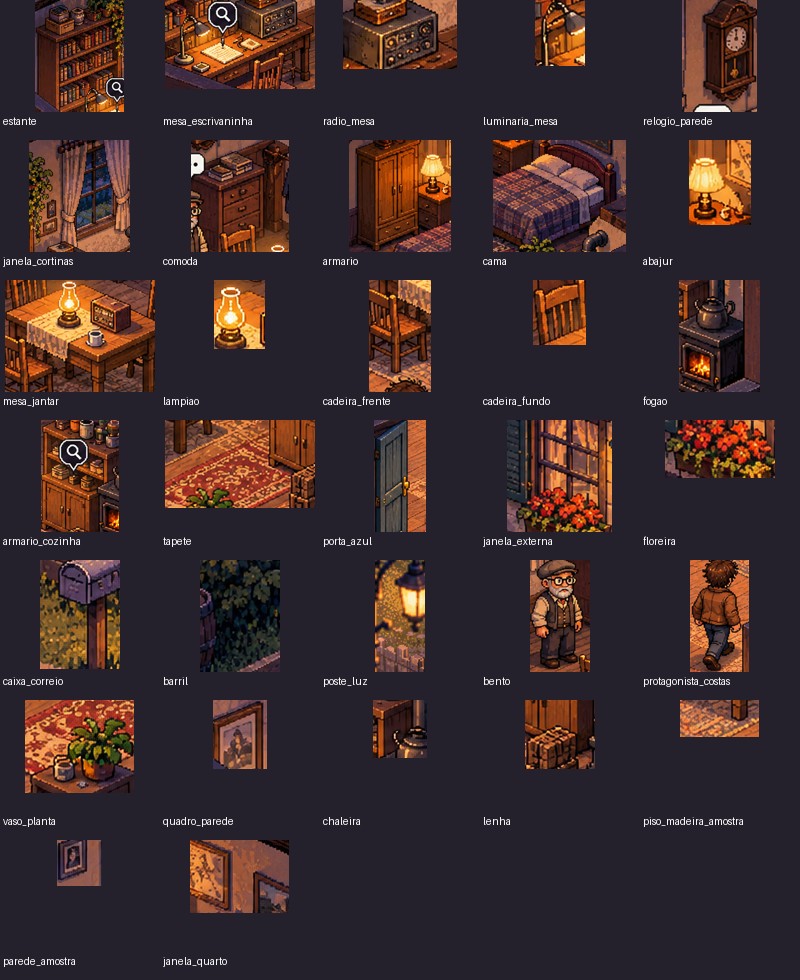 estante
mesa_escrivaninha
radio_mesa
luminaria_mesa
relogio_parede
janela_cortinas
comoda
armario
cama
abajur
mesa_jantar
lampiao
cadeira_frente
cadeira_fundo
fogao
armario_cozinha
tapete
porta_azul
janela_externa
floreira
caixa_correio
barril
poste_luz
bento
protagonista_costas
vaso_planta
quadro_parede
chaleira
lenha
piso_madeira_amostra
parede_amostra
janela_quarto